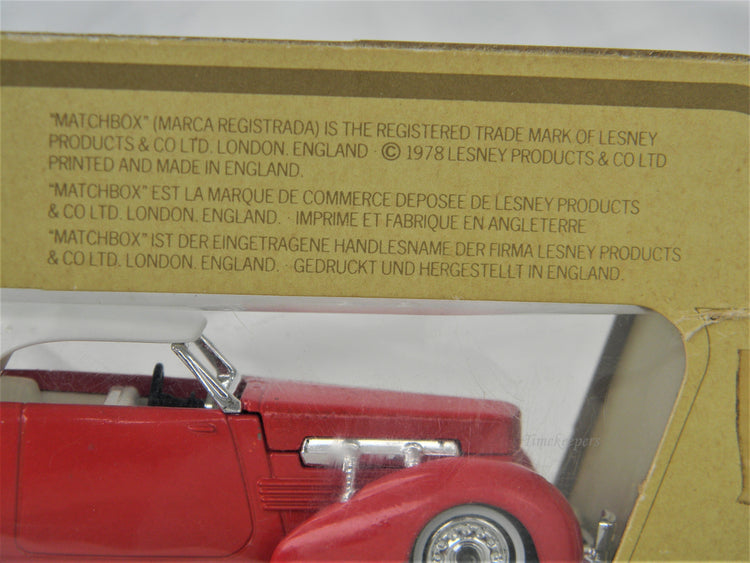 "MATCHBOX" (MARCA REGISTRADA) IS THE REGISTERED TRADE MARK OF LESNEY
PRODUCTS & CO LTD. LONDON. ENGLAND · © 1978 LESNEY PRODUCTS & CO LTD
PRINTED AND MADE IN ENGLAND.
"MATCHBOX" EST LA MARQUE DE COMMERCE DEPOSEE DE LESNEY PRODUCTS
& CO LTD. LONDON, ENGLAND. · IMPRIME ET FABRIQUE EN ANGLETERRE
"MATCHBOX" IST DER EINGETRAGENE HANDLESNAME DER FIRMA LESNEY PRODUCTS
& CO LTD. LONDON. ENGLAND. · GEDRUCKT UND HERGESTELLT IN ENGLAND.
Timekeepers